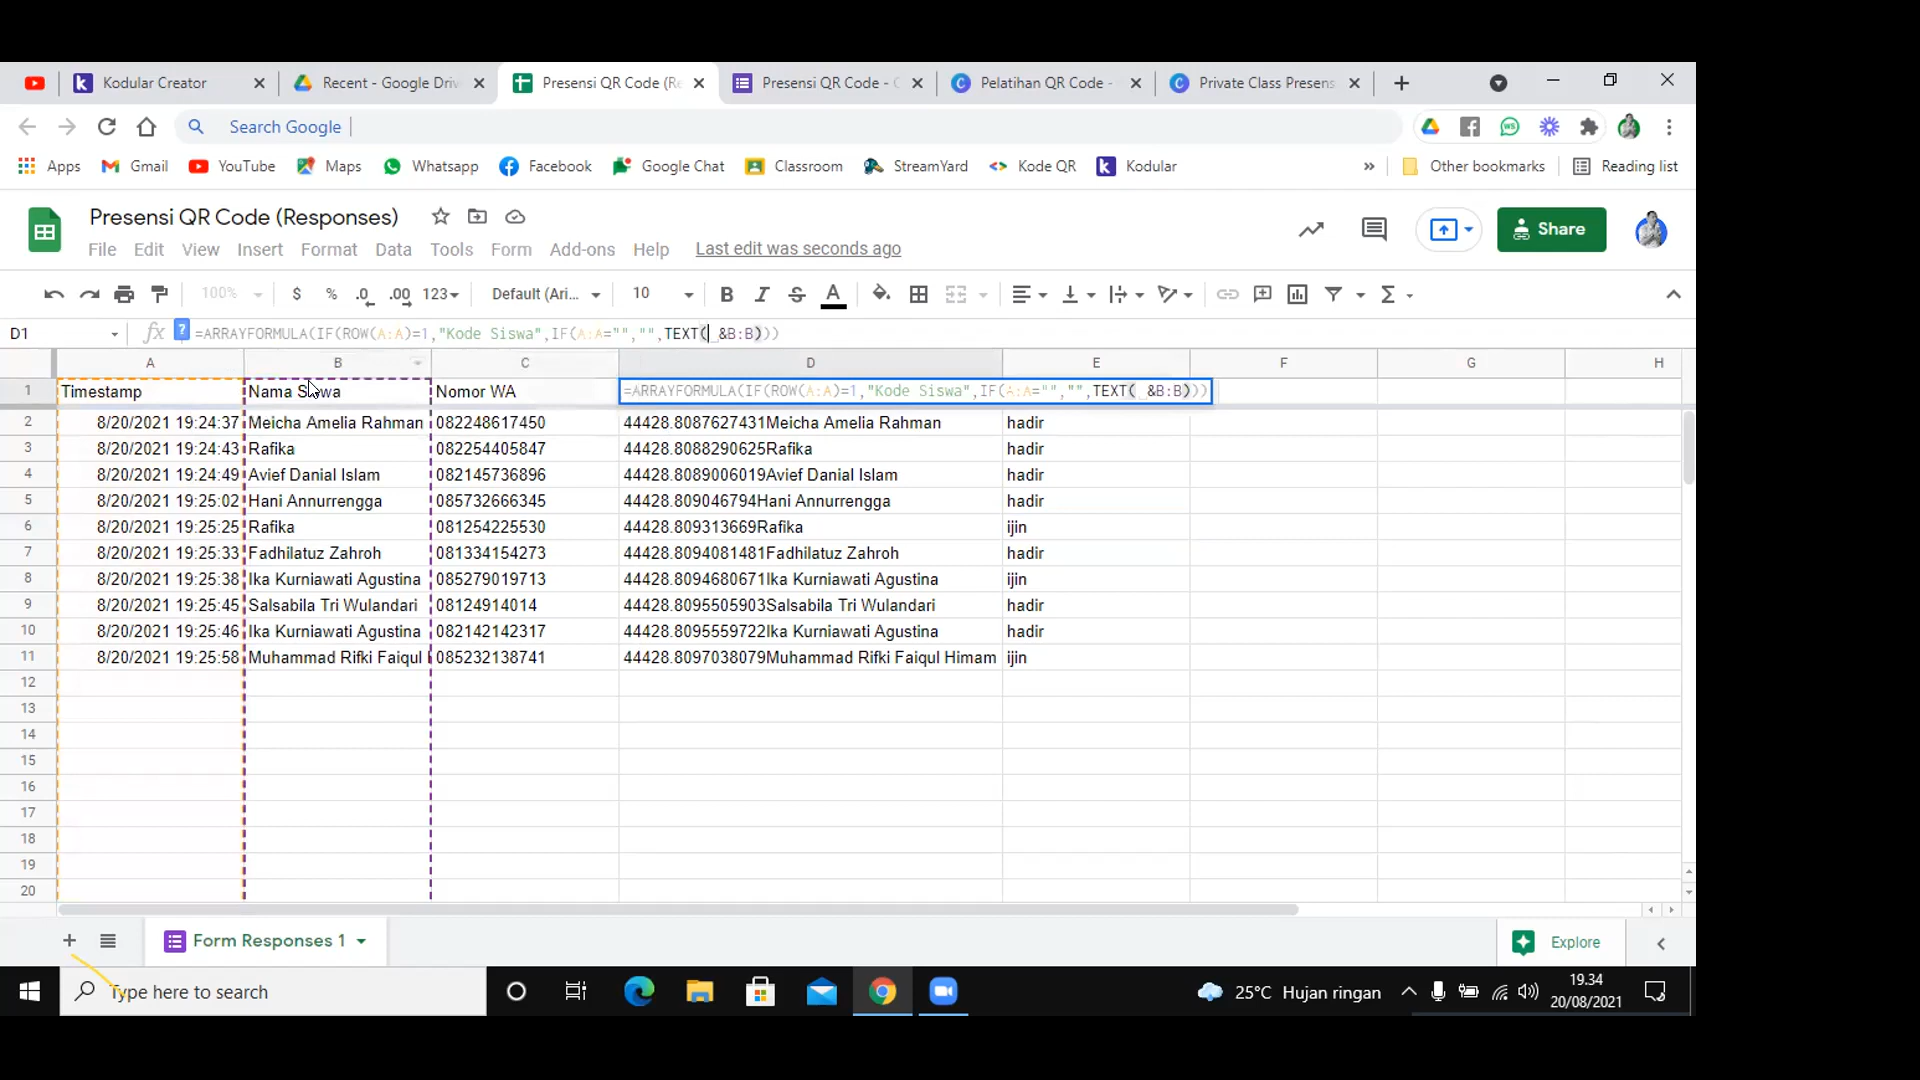 Kodular Creator
Recent - Google Driv
Presensi QR Code (Re
Presensi QR Code - G
Pelatihan QR Code -
Private Class Presens
Search Google
Apps Gmail YouTube Maps Whatsapp Facebook Google Chat Classroom StreamYard Kode QR Kodular » Other bookmarks Reading list
Presensi QR Code (Responses)
Share
File Edit View Insert Format Data Tools Form Add-ons Help Last edit was seconds ago
100% $ % .0 .00 123 Default (Ari... 10 B I S A Σ
D1 fx ? =ARRAYFORMULA(IF(ROW(A:A)=1,"Kode Siswa",IF(A:A="","",TEXT( _&B:B)))
A B C D E F G H
1 Timestamp Nama Siswa Nomor WA =ARRAYFORMULA(IF(ROW(A:A)=1,"Kode Siswa",IF(A:A="","",TEXT( _&B:B)))
2 8/20/2021 19:24:37 Meicha Amelia Rahman 082248617450 44428.8087627431Meicha Amelia Rahman hadir
3 8/20/2021 19:24:43 Rafika 082254405847 44428.8088290625Rafika hadir
4 8/20/2021 19:24:49 Avief Danial Islam 082145736896 44428.8089006019Avief Danial Islam hadir
5 8/20/2021 19:25:02 Hani Annurrengga 085732666345 44428.809046794Hani Annurrengga hadir
6 8/20/2021 19:25:25 Rafika 081254225530 44428.809313669Rafika ijin
7 8/20/2021 19:25:33 Fadhilatuz Zahroh 081334154273 44428.8094081481Fadhilatuz Zahroh hadir
8 8/20/2021 19:25:38 Ika Kurniawati Agustina 085279019713 44428.8094680671Ika Kurniawati Agustina ijin
9 8/20/2021 19:25:45 Salsabila Tri Wulandari 08124914014 44428.8095505903Salsabila Tri Wulandari hadir
10 8/20/2021 19:25:46 Ika Kurniawati Agustina 082142142317 44428.8095559722Ika Kurniawati Agustina hadir
11 8/20/2021 19:25:58 Muhammad Rifki Faiqul 085232138741 44428.8097038079Muhammad Rifki Faiqul Himam ijin
12
13
14
15
16
17
18
19
20
Form Responses 1
Explore
Type here to search
25°C Hujan ringan
19.34
20/08/2021